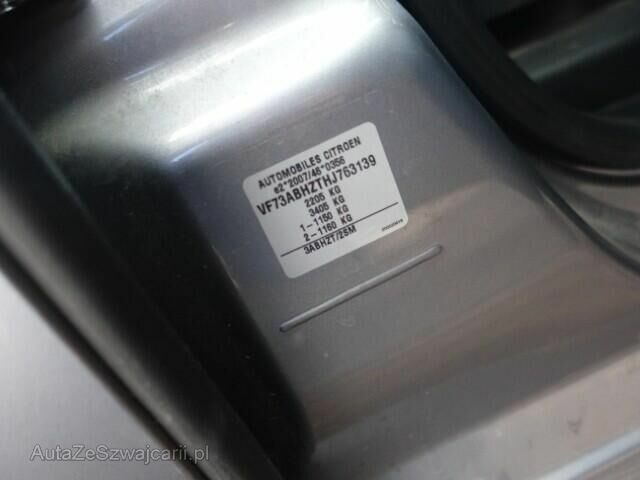 AUTOMOBILES CITROEN
e2*2007/46*0356
VF73ABHZTHJ763139
2205 KG
3405 KG
1-1150 KG
2-1160 KG
3ABHZT/2SM
AutaZeSzwajcarii.pl